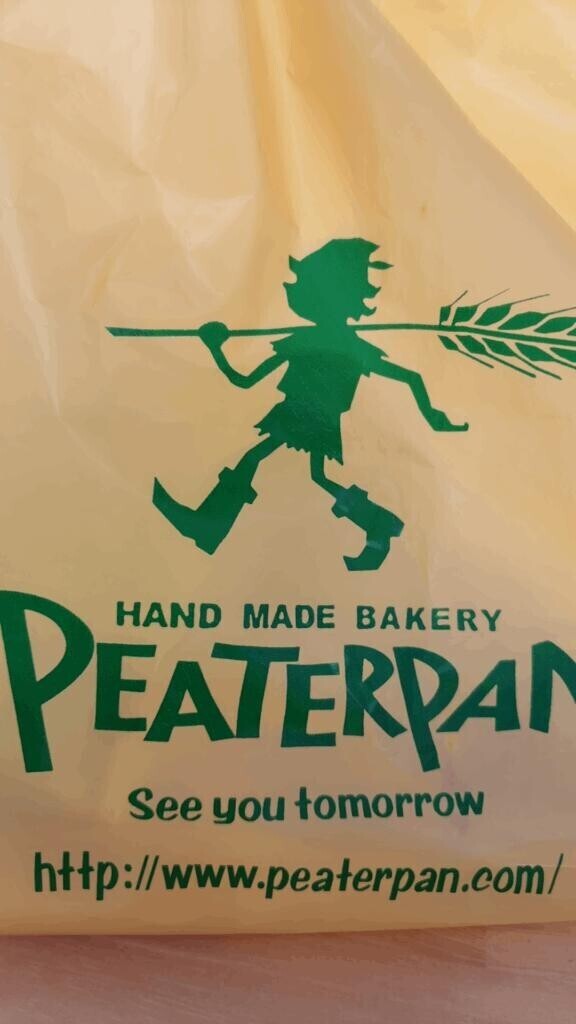 HAND MADE BAKERY
PEATERPAN
See you tomorrow
http://www.peaterpan.com/